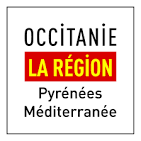 OCCITANIE
LA RÉGION
Pyrénées
Méditerranée